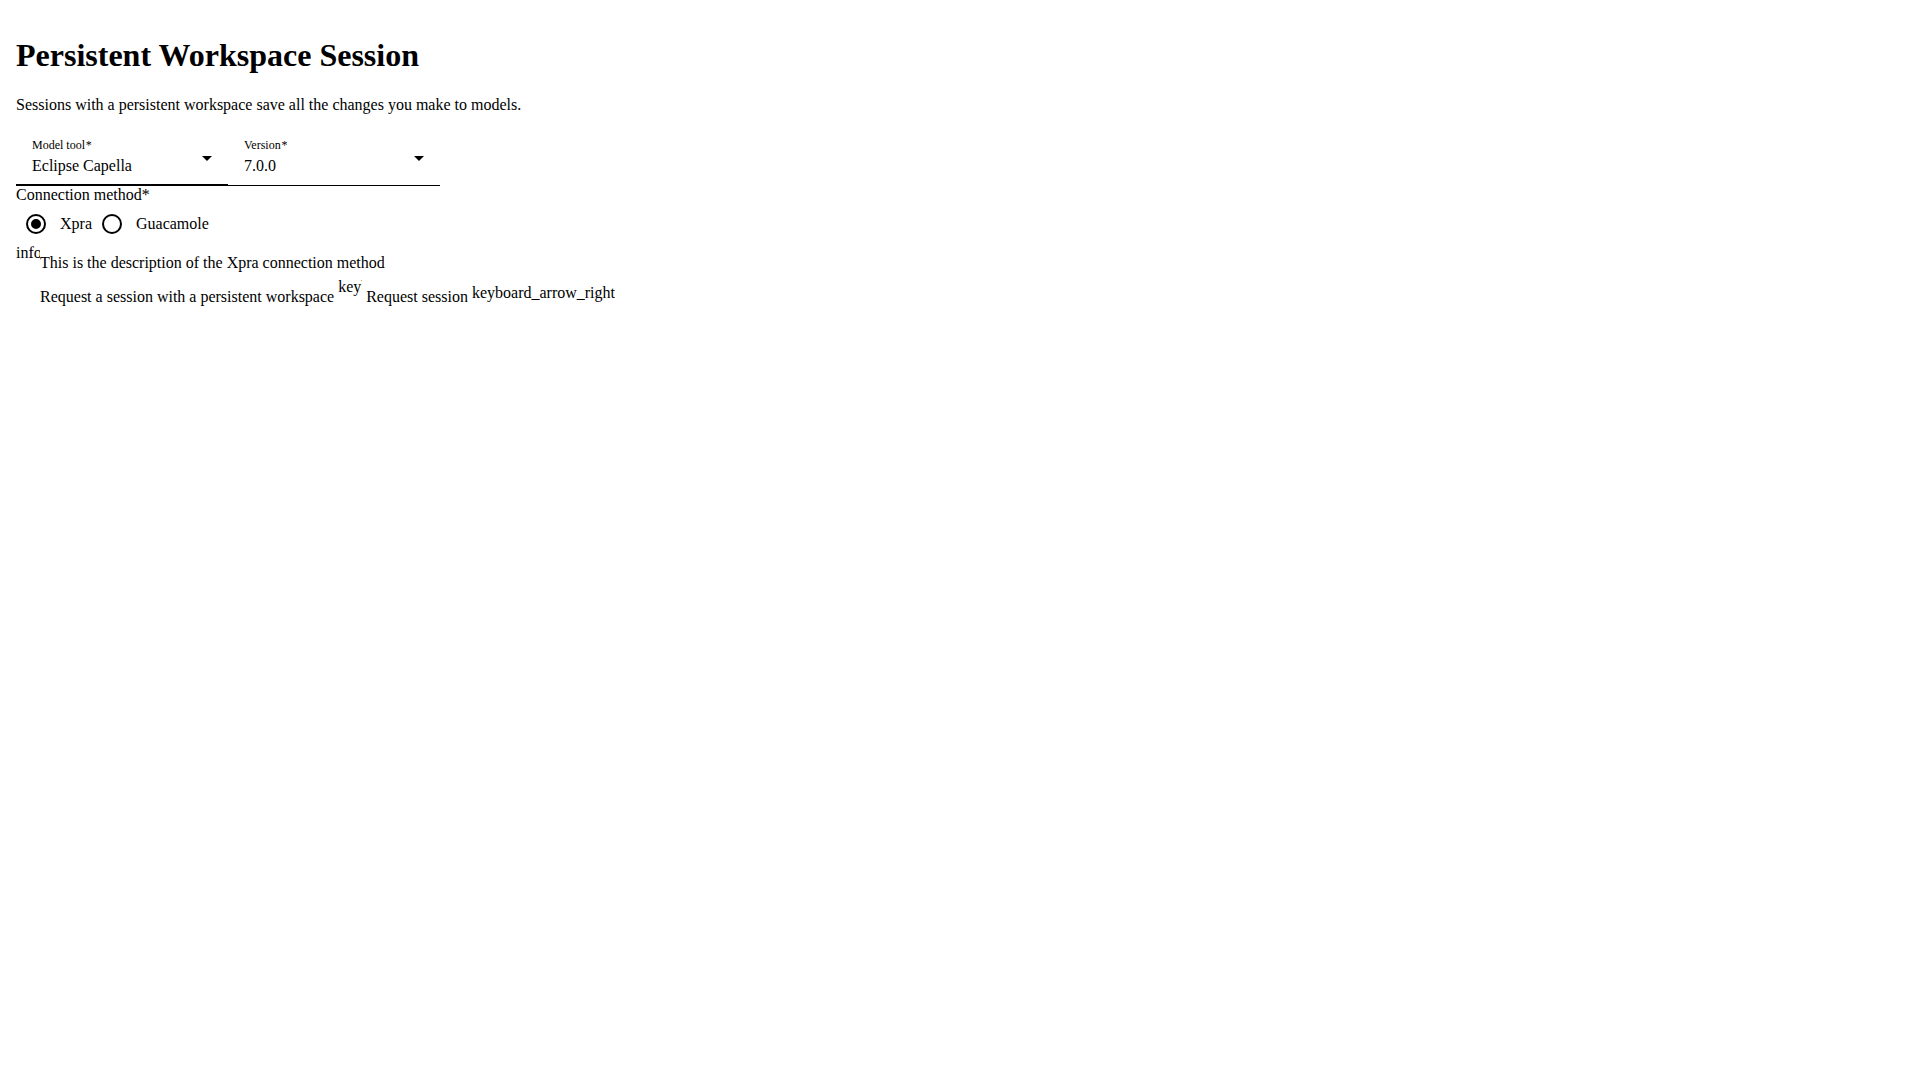 Persistent Workspace Session
Sessions with a persistent workspace save all the changes you make to models.
Model tool* Version*
Eclipse Capella 7.0.0
Connection method*
Xpra Guacamole
info This is the description of the Xpra connection method
Request a session with a persistent workspace key Request session keyboard_arrow_right